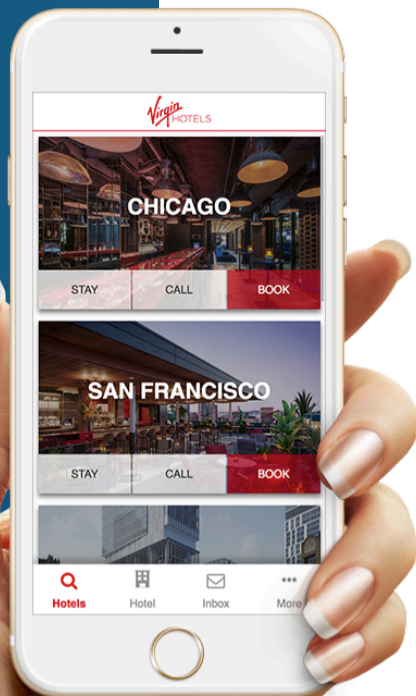 Virgin
HOTELS
CHICAGO
STAY CALL BOOK
SAN FRANCISCO
STAY CALL BOOK
Hotels Hotel Inbox More